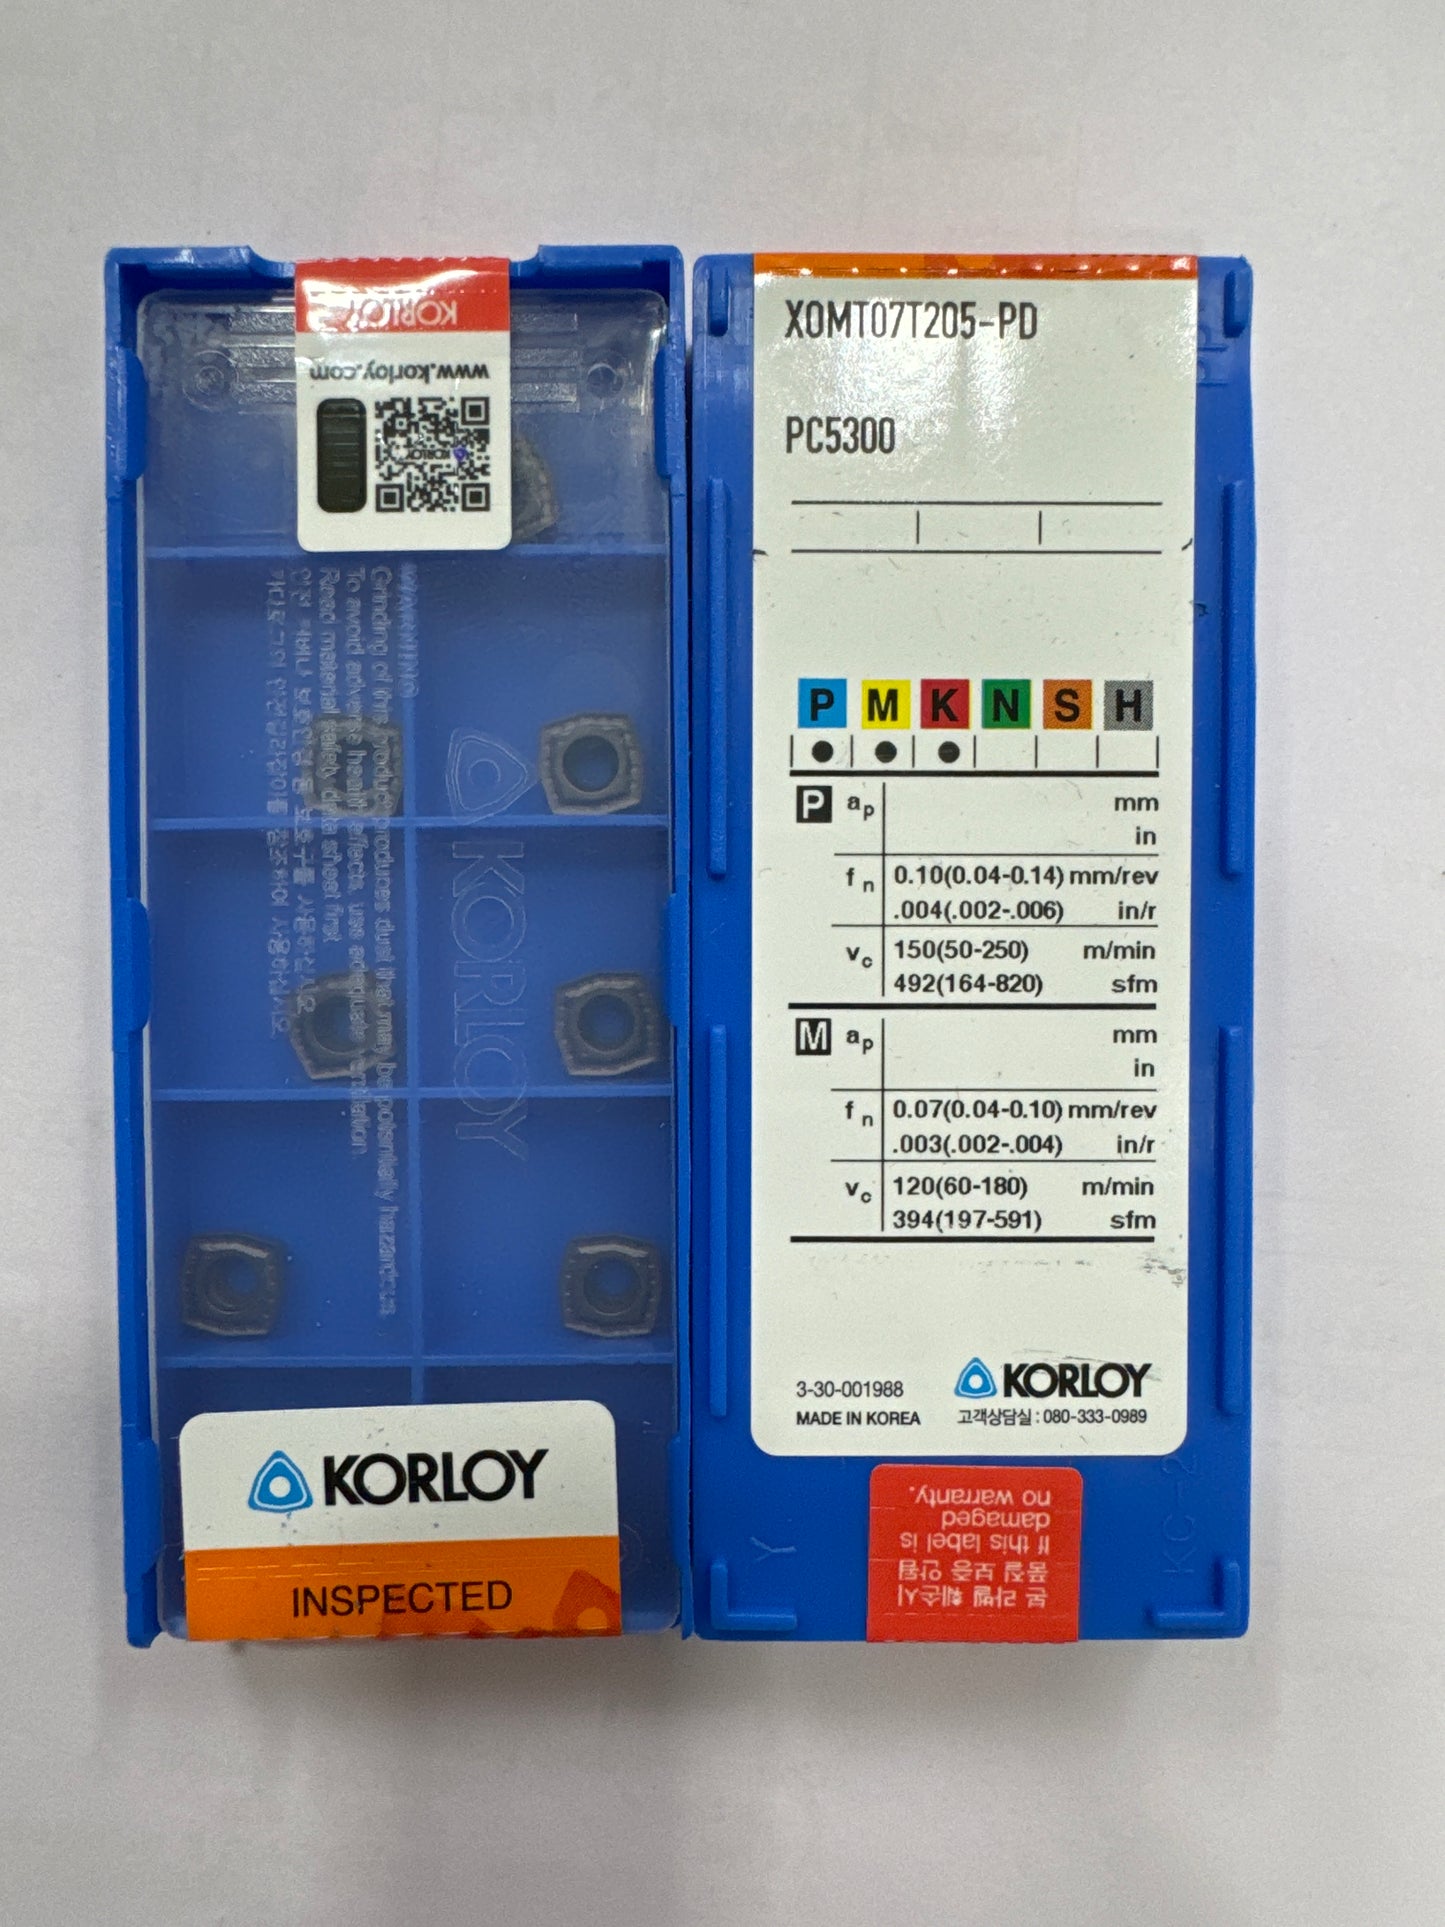 KORLOY
www.korloy.com
KORLOY
WARNING
Grinding of this product produces dust that may be potentially hazardous
To avoid adverse health effects, use adequate ventilation
Read material safety data sheet first
KORLOY
KORLOY
INSPECTED
XOMT07T205-PD
PC5300
P M K N S H
P ap mm
in
fn 0.10(0.04-0.14) mm/rev
.004(.002-.006) in/r
vc 150(50-250) m/min
492(164-820) sfm
M ap mm
in
fn 0.07(0.04-0.10) mm/rev
.003(.002-.004) in/r
vc 120(60-180) m/min
394(197-591) sfm
3-30-001988
KORLOY
MADE IN KOREA
고객상담실 : 080-333-0989
본 라벨 훼손시
품질 보증 안됨
If this label is
damaged
no warranty.
Y
KC-2